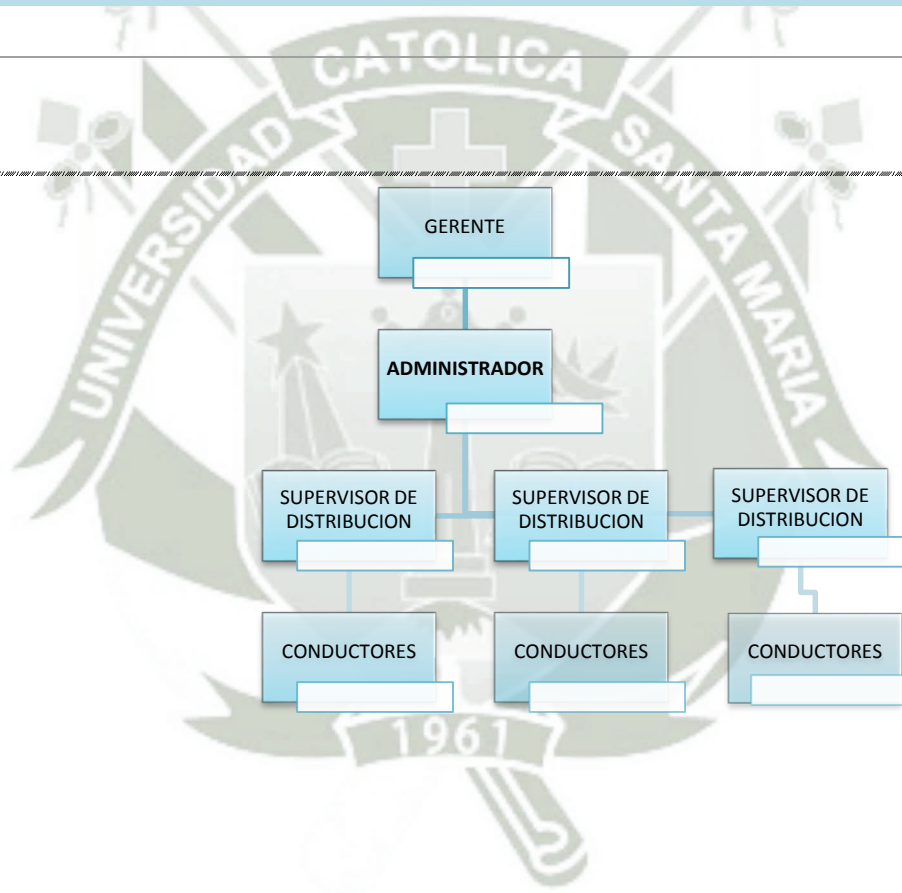 CATOLICA
UNIVERSIDAD
SANTA MARIA
GERENTE
ADMINISTRADOR
SUPERVISOR DE
DISTRIBUCION
SUPERVISOR DE
DISTRIBUCION
SUPERVISOR DE
DISTRIBUCION
CONDUCTORES
CONDUCTORES
CONDUCTORES
1961